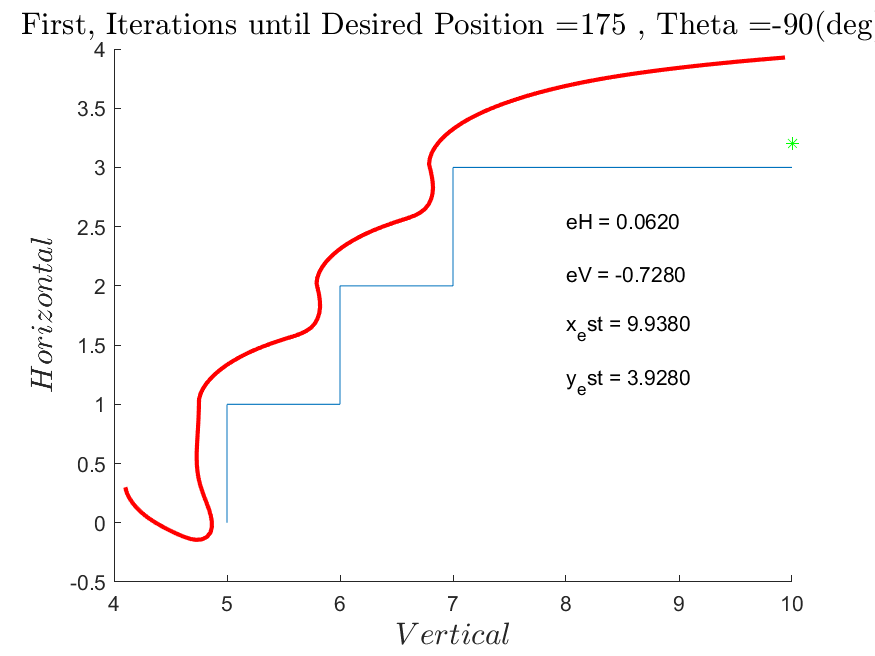 First, Iterations until Desired Position =175 , Theta =-90(deg
4
3.5
3
2.5
2
1.5
1
0.5
0
-0.5
Horizontal
eH = 0.0620
eV = -0.7280
x_est = 9.9380
y_est = 3.9280
4 5 6 7 8 9 10
Vertical